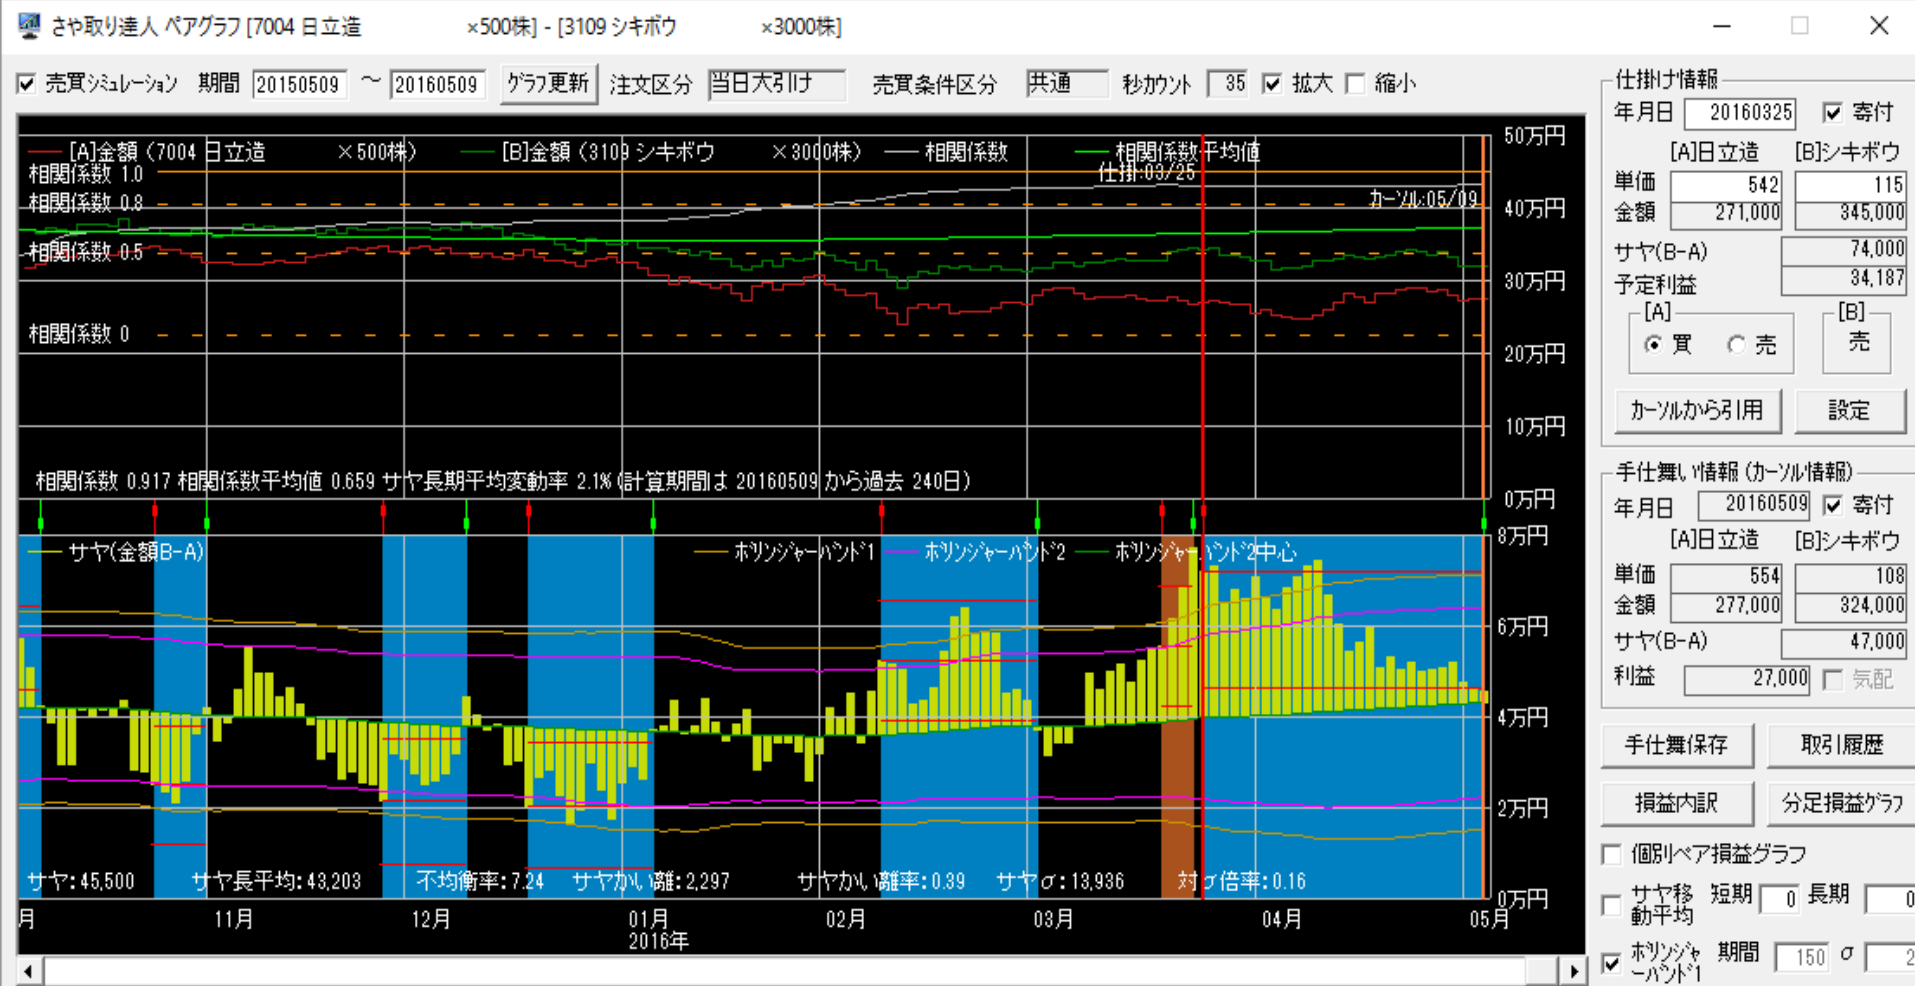 さや取り達人 ペアグラフ [7004 日立造 ×500株] - [3109 シキボウ ×3000株]
売買ｼﾐｭﾚｰｼｮﾝ 期間 20150509 ～ 20160509 ｸﾞﾗﾌ更新 注文区分 当日大引け 売買条件区分 共通 秒ｶｳﾝﾄ 35 拡大 縮小
[A]金額 (7004 日立造 ×500株) [B]金額 (3109 シキボウ ×3000株) 相関係数 相関係数平均値
相関係数 1.0
仕掛:03/25
相関係数 0.8
ｶｰｿﾙ:05/09
相関係数 0.5
相関係数 0
50万円
40万円
30万円
20万円
10万円
0万円
相関係数 0.917 相関係数平均値 0.659 サヤ長期平均変動率 2.1% (計算期間は 20160509 から過去 240日)
サヤ(金額B-A) ﾎﾞﾘﾝｼﾞｬｰﾊﾞﾝﾄﾞ1 ﾎﾞﾘﾝｼﾞｬｰﾊﾞﾝﾄﾞ2 ﾎﾞﾘﾝｼﾞｬｰﾊﾞﾝﾄﾞ2中心
8万円
6万円
4万円
2万円
0万円
サヤ:45,500 サヤ長平均:43,203 不均衡率:7.24 サヤかい離:2,297 サヤかい離率:0.39 サヤσ:13,936 対σ倍率:0.16
月 11月 12月 01月 02月 03月 04月 05月
2016年
仕掛け情報
年月日 20160325 寄付
[A]日立造 [B]シキボウ
単価 542 115
金額 271,000 345,000
サヤ(B-A) 74,000
予定利益 34,187
[A] [B]
買 売 売
ｶｰｿﾙから引用 設定
手仕舞い情報 (ｶｰｿﾙ情報)
年月日 20160509 寄付
[A]日立造 [B]シキボウ
単価 554 108
金額 277,000 324,000
サヤ(B-A) 47,000
利益 27,000 気配
手仕舞保存 取引履歴
損益内訳 分足損益ｸﾞﾗﾌ
個別ペア損益グラフ
サヤ移動平均 短期 0 長期 0
ﾎﾞﾘﾝｼﾞｬｰﾊﾞﾝﾄﾞ1 期間 150 σ 2